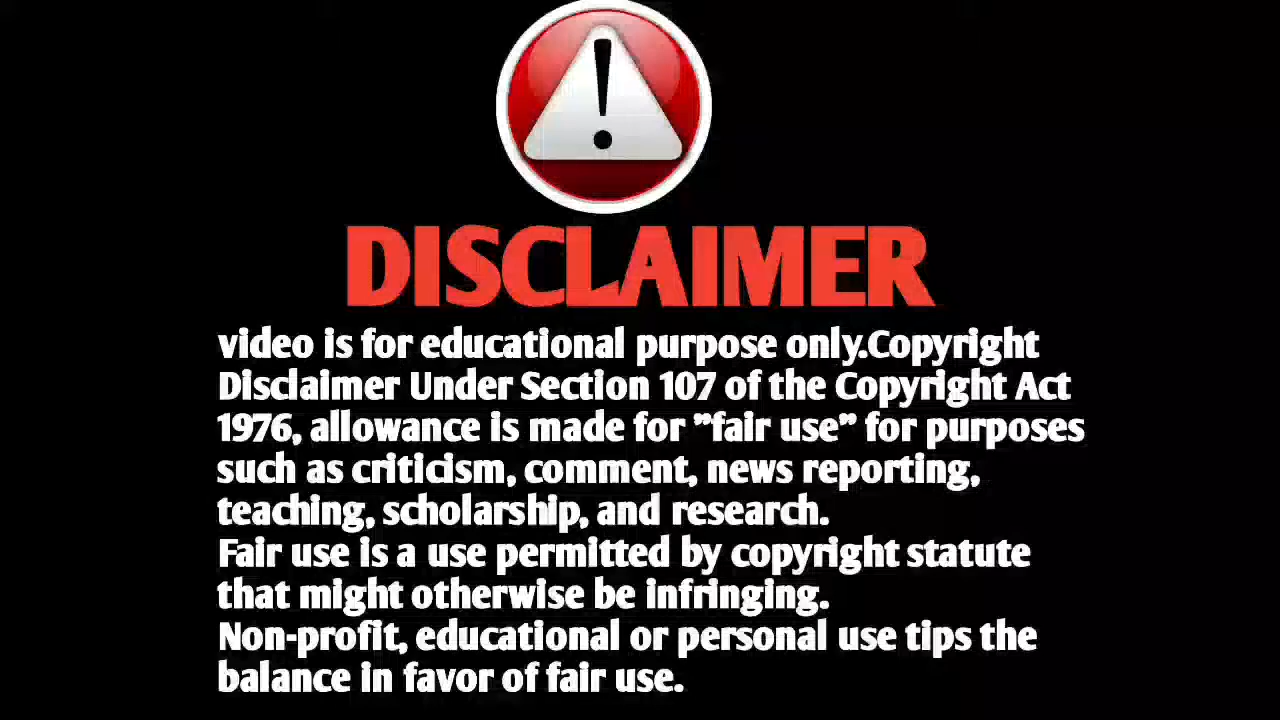 DISCLAIMER
video is for educational purpose only.Copyright
Disclaimer Under Section 107 of the Copyright Act
1976, allowance is made for ”fair use” for purposes
such as criticism, comment, news reporting,
teaching, scholarship, and research.
Fair use is a use permitted by copyright statute
that might otherwise be infringing.
Non-profit, educational or personal use tips the
balance in favor of fair use.